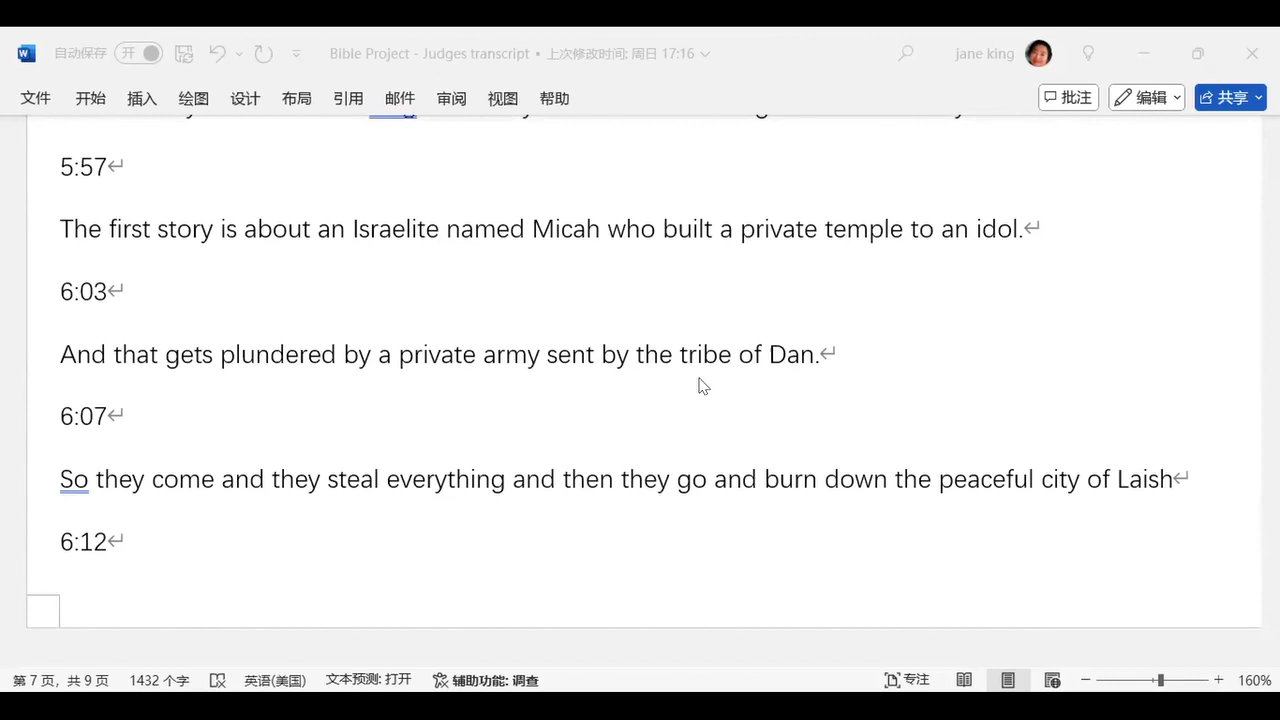 自动保存 开 Bible Project - Judges transcript • 上次修改时间: 周日 17:16 jane king
文件 开始 插入 绘图 设计 布局 引用 邮件 审阅 视图 帮助 批注 编辑 共享
5:57
The first story is about an Israelite named Micah who built a private temple to an idol.
6:03
And that gets plundered by a private army sent by the tribe of Dan.
6:07
So they come and they steal everything and then they go and burn down the peaceful city of Laish
6:12
第 7 页，共 9 页 1432 个字 英语(美国) 文本预测: 打开 辅助功能: 调查 专注 160%